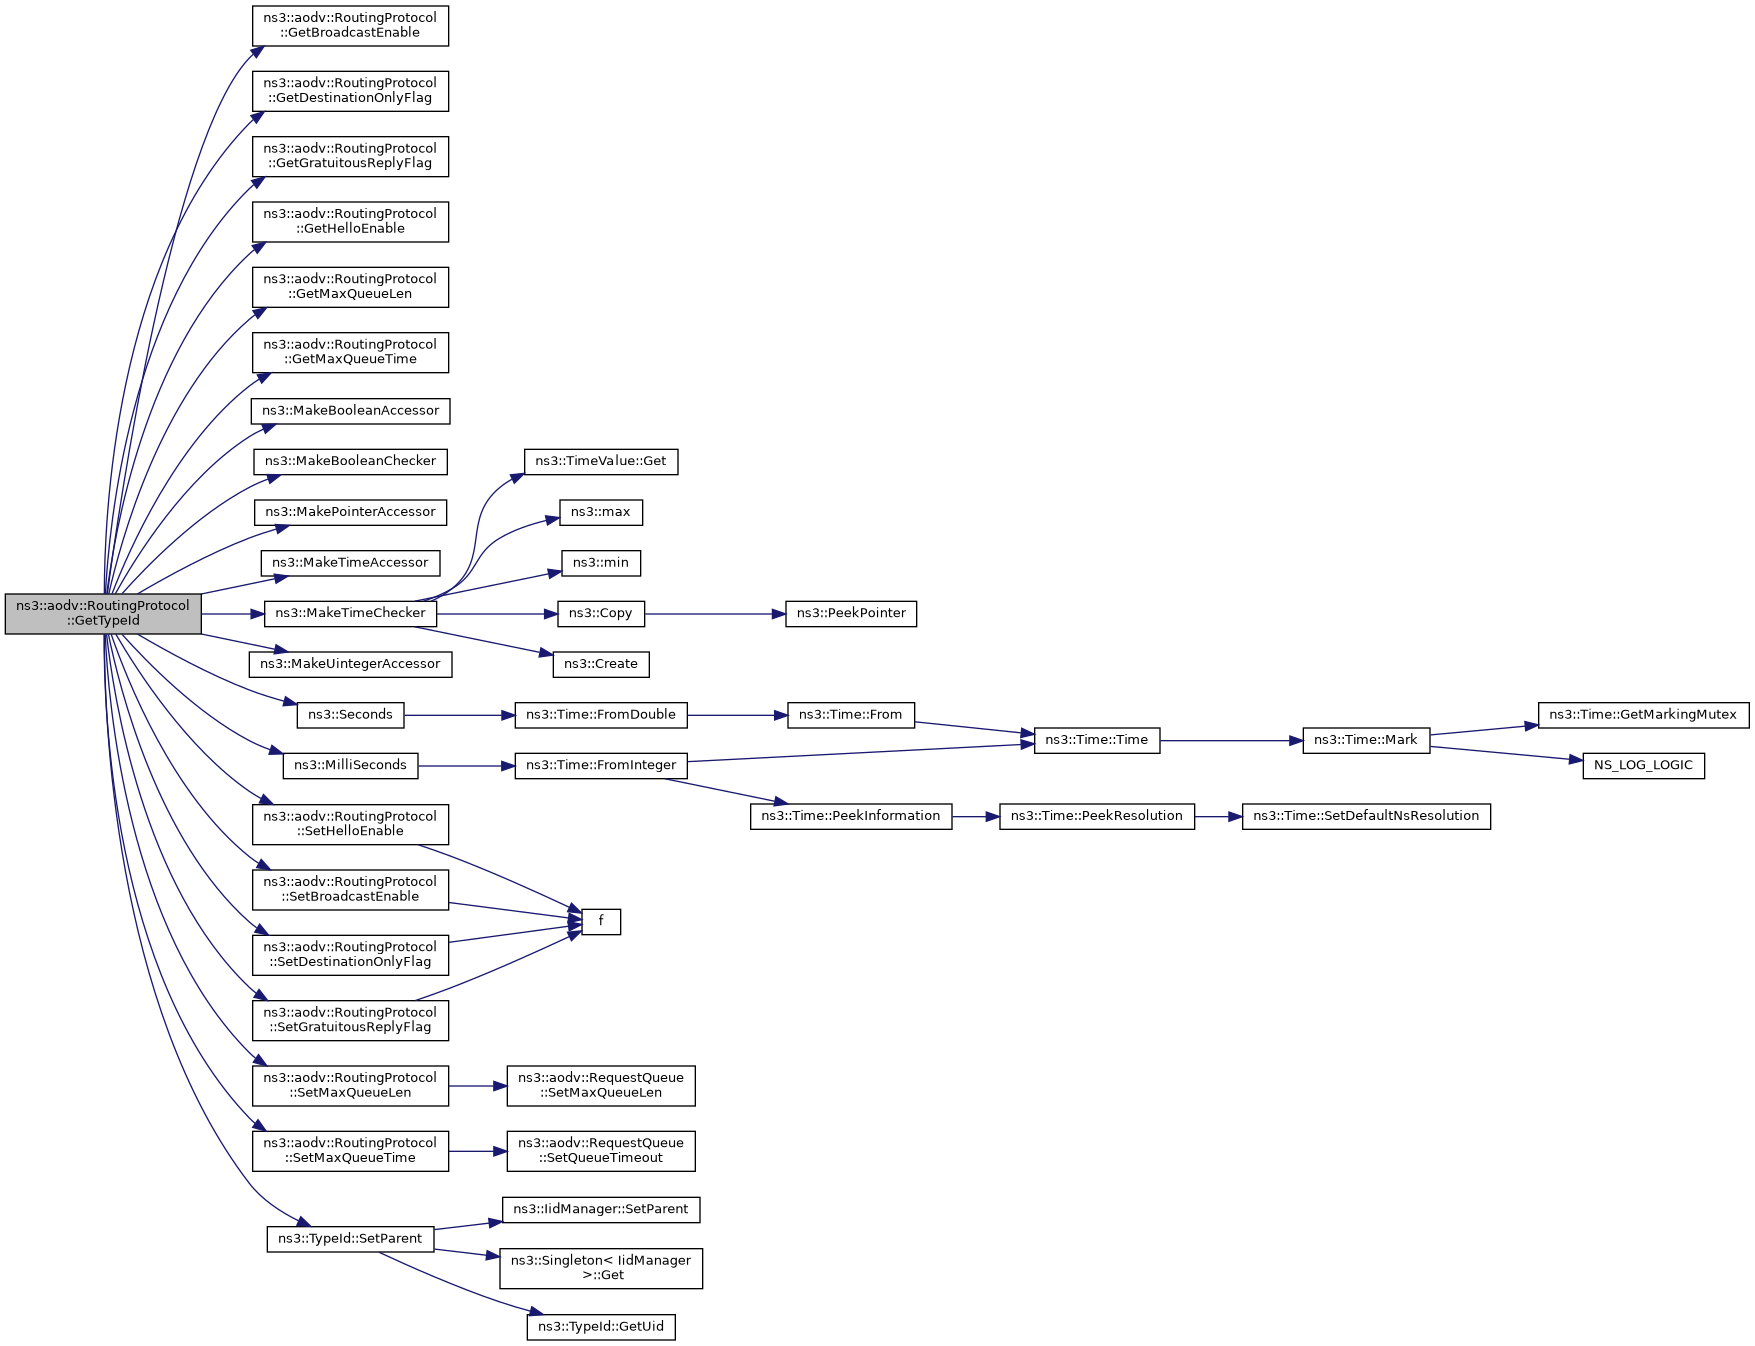 ns3::aodv::RoutingProtocol
::GetTypeId
ns3::aodv::RoutingProtocol
::GetBroadcastEnable
ns3::aodv::RoutingProtocol
::GetDestinationOnlyFlag
ns3::aodv::RoutingProtocol
::GetGratuitousReplyFlag
ns3::aodv::RoutingProtocol
::GetHelloEnable
ns3::aodv::RoutingProtocol
::GetMaxQueueLen
ns3::aodv::RoutingProtocol
::GetMaxQueueTime
ns3::MakeBooleanAccessor
ns3::MakeBooleanChecker
ns3::MakePointerAccessor
ns3::MakeTimeAccessor
ns3::MakeTimeChecker
ns3::MakeUintegerAccessor
ns3::Seconds
ns3::MilliSeconds
ns3::aodv::RoutingProtocol
::SetHelloEnable
ns3::aodv::RoutingProtocol
::SetBroadcastEnable
ns3::aodv::RoutingProtocol
::SetDestinationOnlyFlag
ns3::aodv::RoutingProtocol
::SetGratuitousReplyFlag
ns3::aodv::RoutingProtocol
::SetMaxQueueLen
ns3::aodv::RoutingProtocol
::SetMaxQueueTime
ns3::TypeId::SetParent
ns3::TimeValue::Get
ns3::max
ns3::min
ns3::Copy
ns3::Create
ns3::Time::FromDouble
ns3::Time::FromInteger
f
ns3::aodv::RequestQueue
::SetMaxQueueLen
ns3::aodv::RequestQueue
::SetQueueTimeout
ns3::IidManager::SetParent
ns3::Singleton< IidManager
>::Get
ns3::TypeId::GetUid
ns3::PeekPointer
ns3::Time::From
ns3::Time::PeekInformation
ns3::Time::Time
ns3::Time::PeekResolution
ns3::Time::Mark
ns3::Time::SetDefaultNsResolution
ns3::Time::GetMarkingMutex
NS_LOG_LOGIC